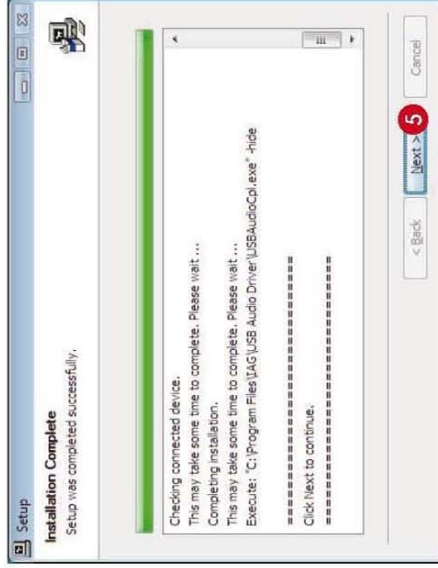 Setup
Installation Complete
Setup was completed successfully.
Checking connected device.
This may take some time to complete. Please wait ...
Completing installation.
This may take some time to complete. Please wait ...
Execute: "C:\Program Files\IAG\USB Audio Driver\USBAudioCpl.exe" -hide
=====================================
Click Next to continue.
=====================================
< Back
Next >
5
Cancel